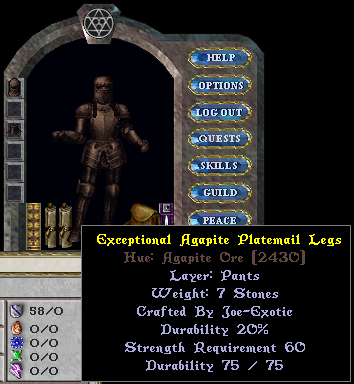 HELP
OPTIONS
LOG OUT
QUESTS
SKILLS
GUILD
PEACE
Exceptional Agapite Platemail Legs
Hue: Agapite Ore [2430]
Layer: Pants
Weight: 7 Stones
Crafted By Joe-Exotic
Durability 20%
Strength Requirement 60
Durability 75 / 75
58/0
0/0
0/0
0/0
0/0